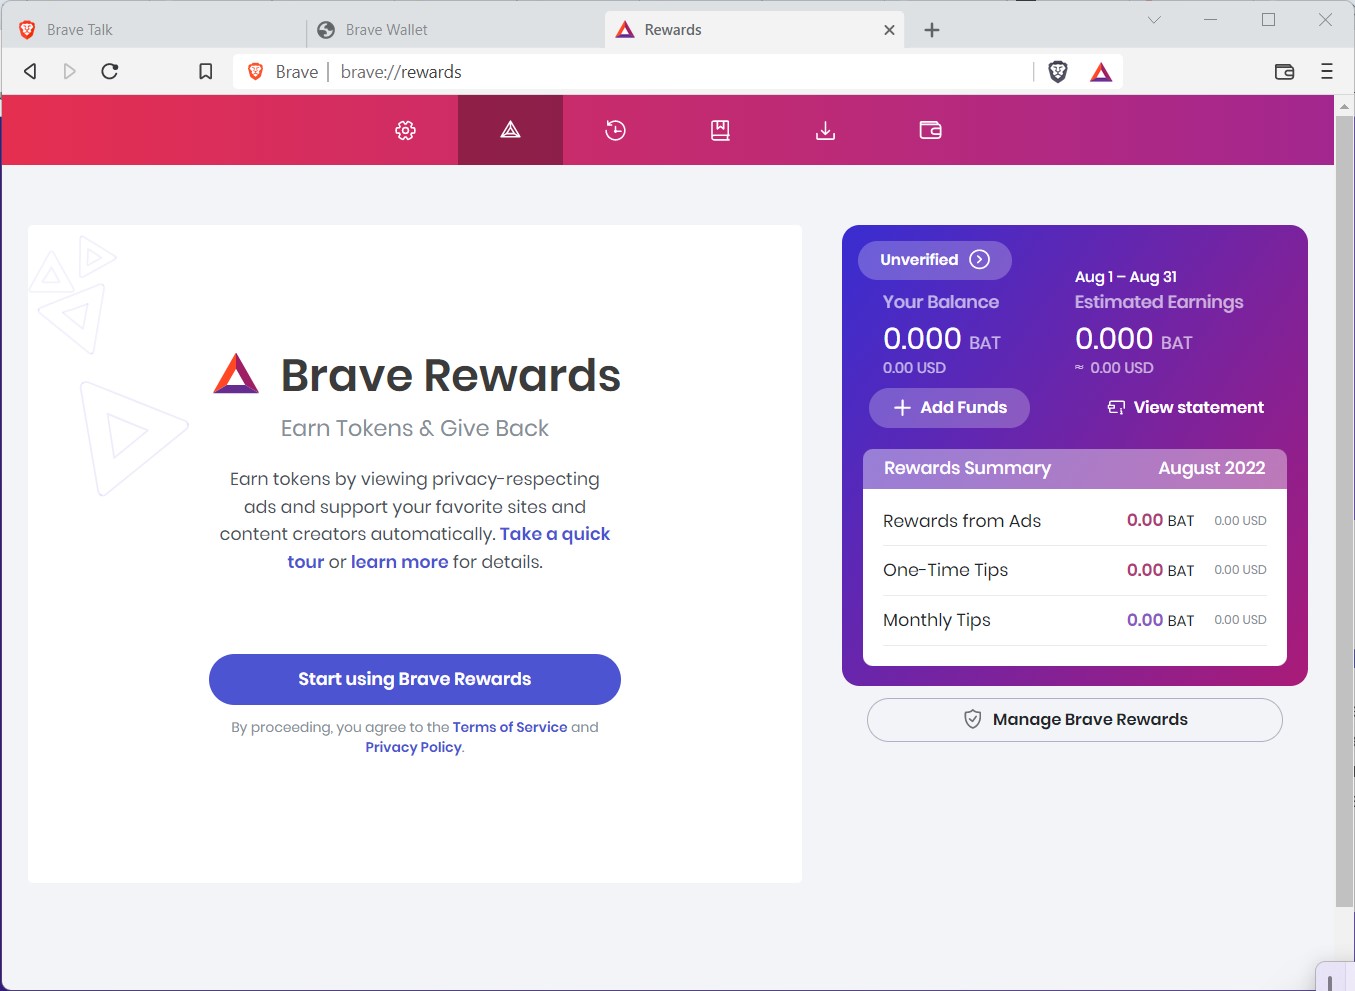 Brave Talk
Brave Wallet
Rewards
Brave | brave://rewards
Brave Rewards
Earn Tokens & Give Back
Earn tokens by viewing privacy-respecting
ads and support your favorite sites and
content creators automatically. Take a quick
tour or learn more for details.
Start using Brave Rewards
By proceeding, you agree to the Terms of Service and
Privacy Policy.
Unverified
Your Balance
0.000 BAT
0.00 USD
Add Funds
Aug 1 – Aug 31
Estimated Earnings
0.000 BAT
≈ 0.00 USD
View statement
Rewards Summary August 2022
Rewards from Ads 0.00 BAT 0.00 USD
One-Time Tips 0.00 BAT 0.00 USD
Monthly Tips 0.00 BAT 0.00 USD
Manage Brave Rewards